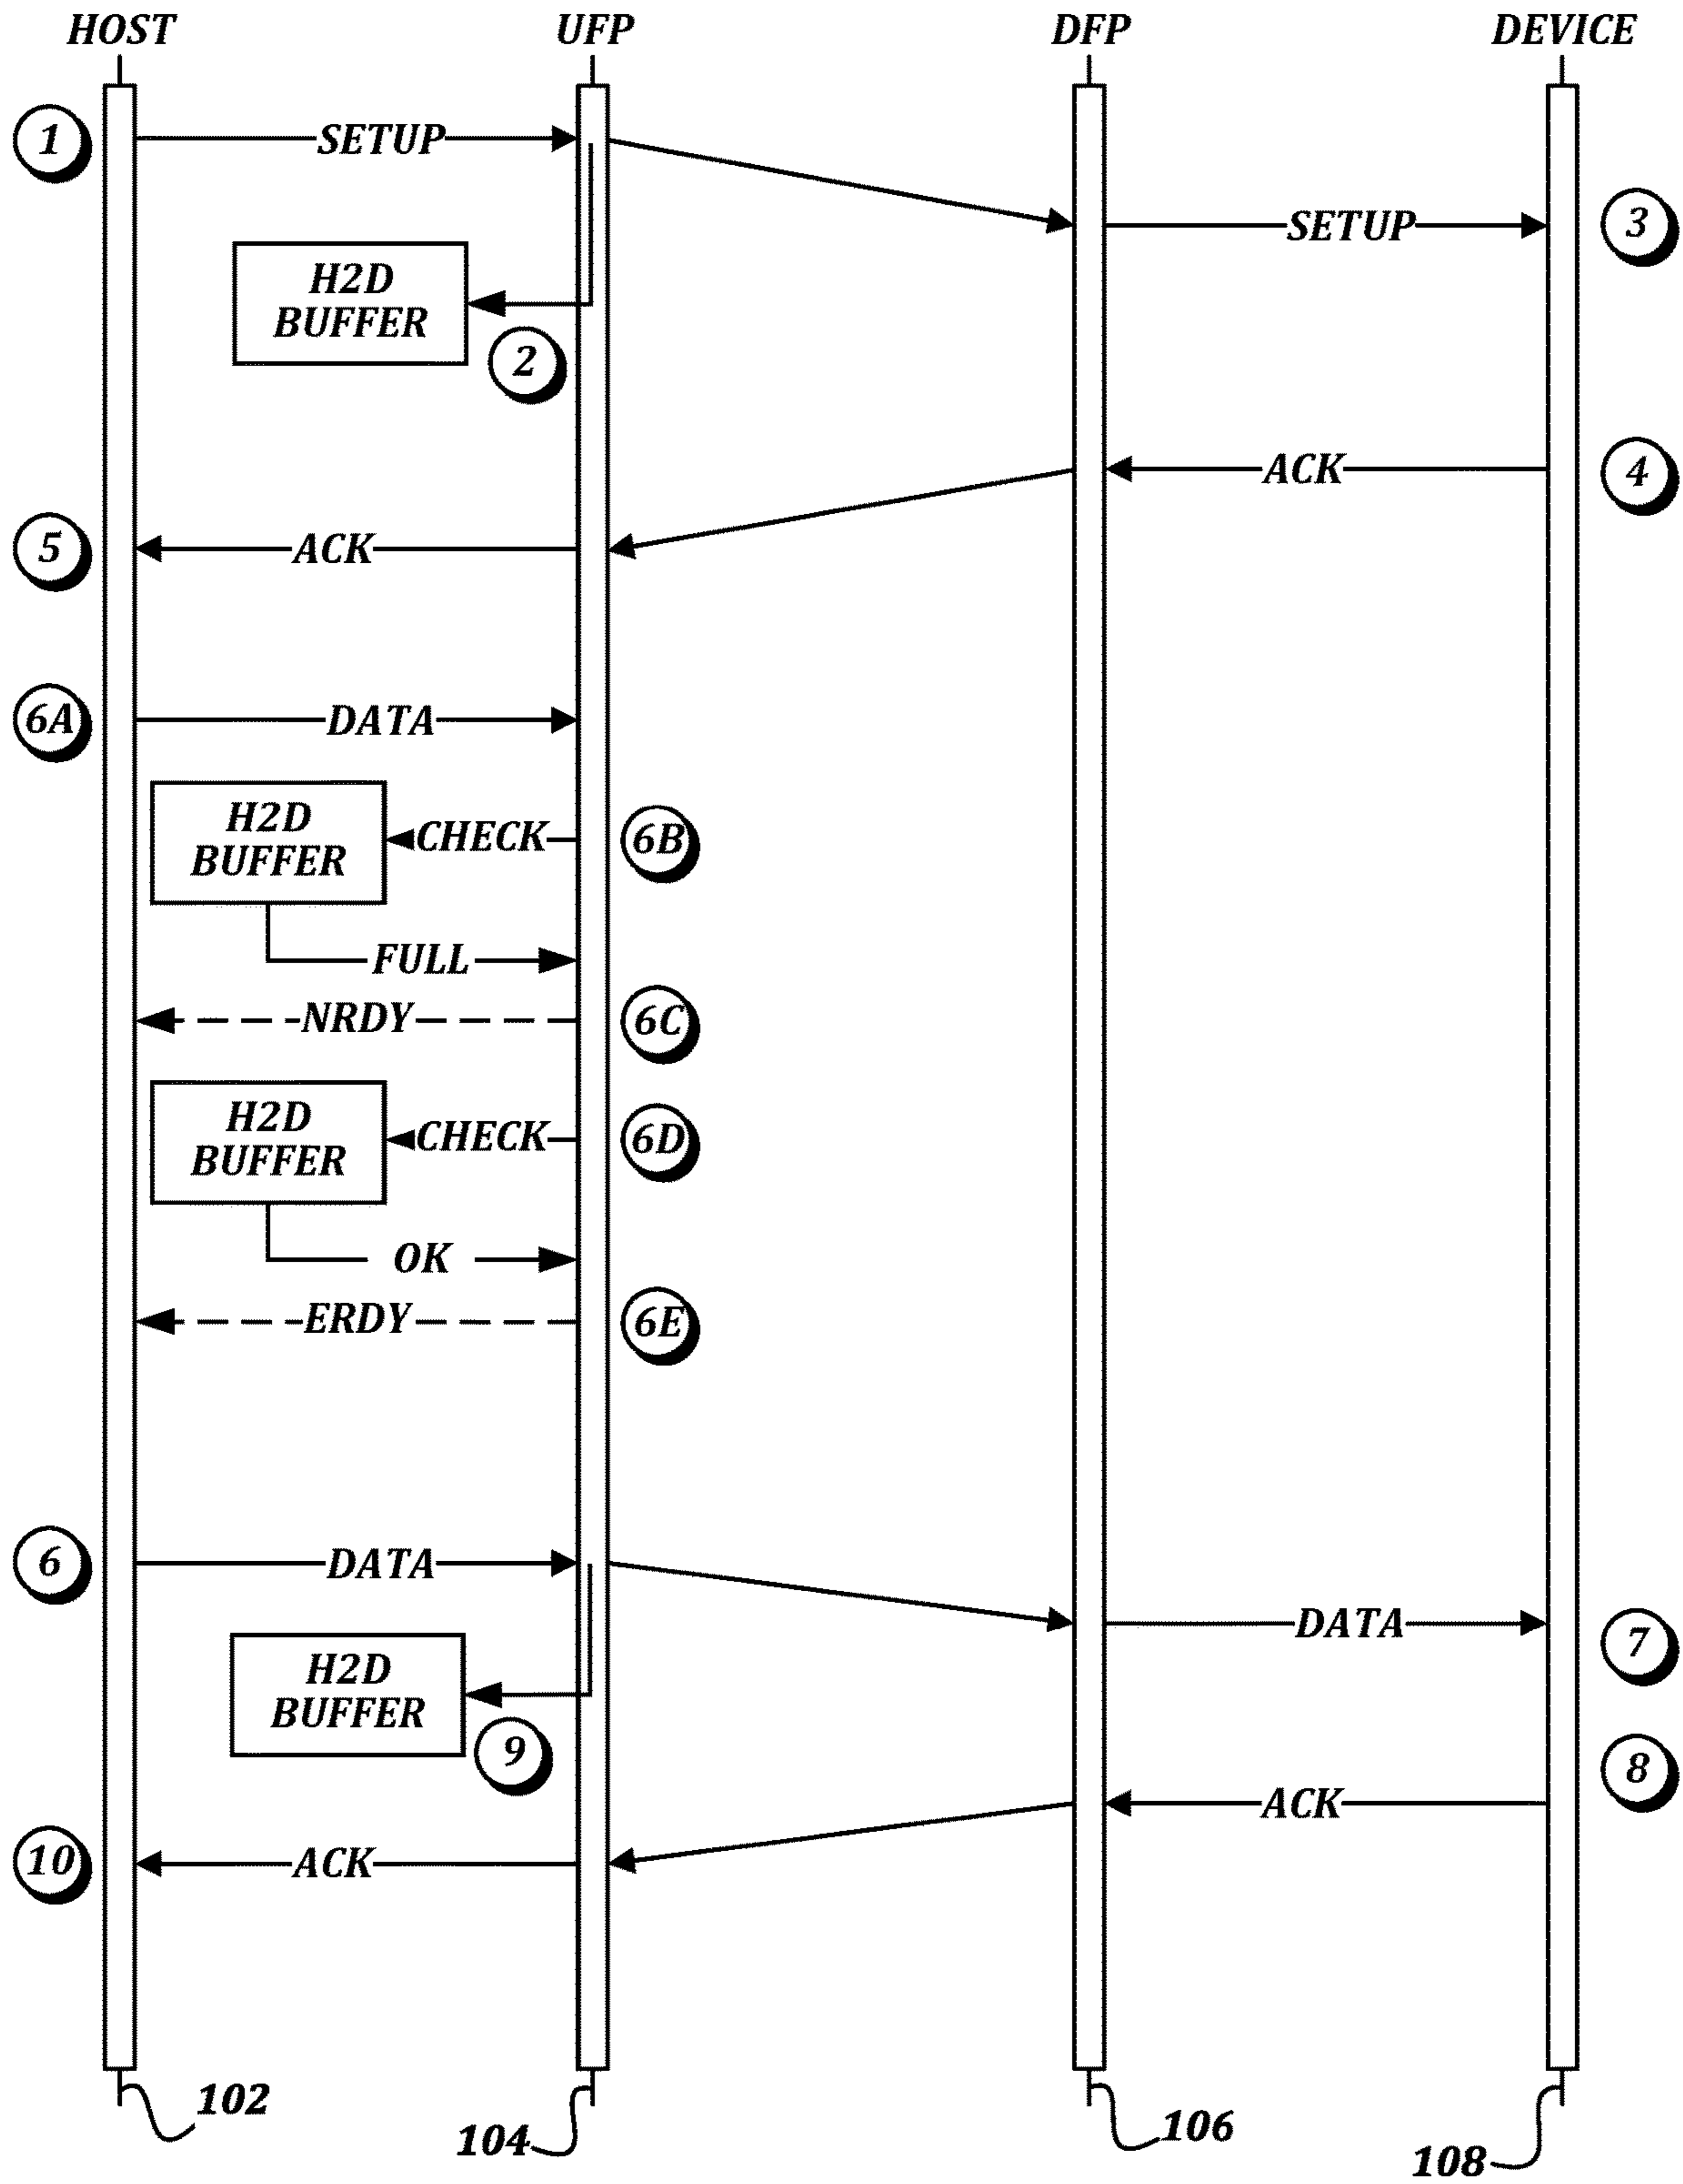 HOST UFP DFP DEVICE
1 SETUP
SETUP 3
H2D
BUFFER
2
ACK 4
5 ACK
6A DATA
H2D
BUFFER
CHECK 6B
FULL
NRDY 6C
H2D
BUFFER
CHECK 6D
OK
ERDY 6E
6 DATA
DATA 7
H2D
BUFFER
9
8
ACK
10 ACK
102
104
106
108